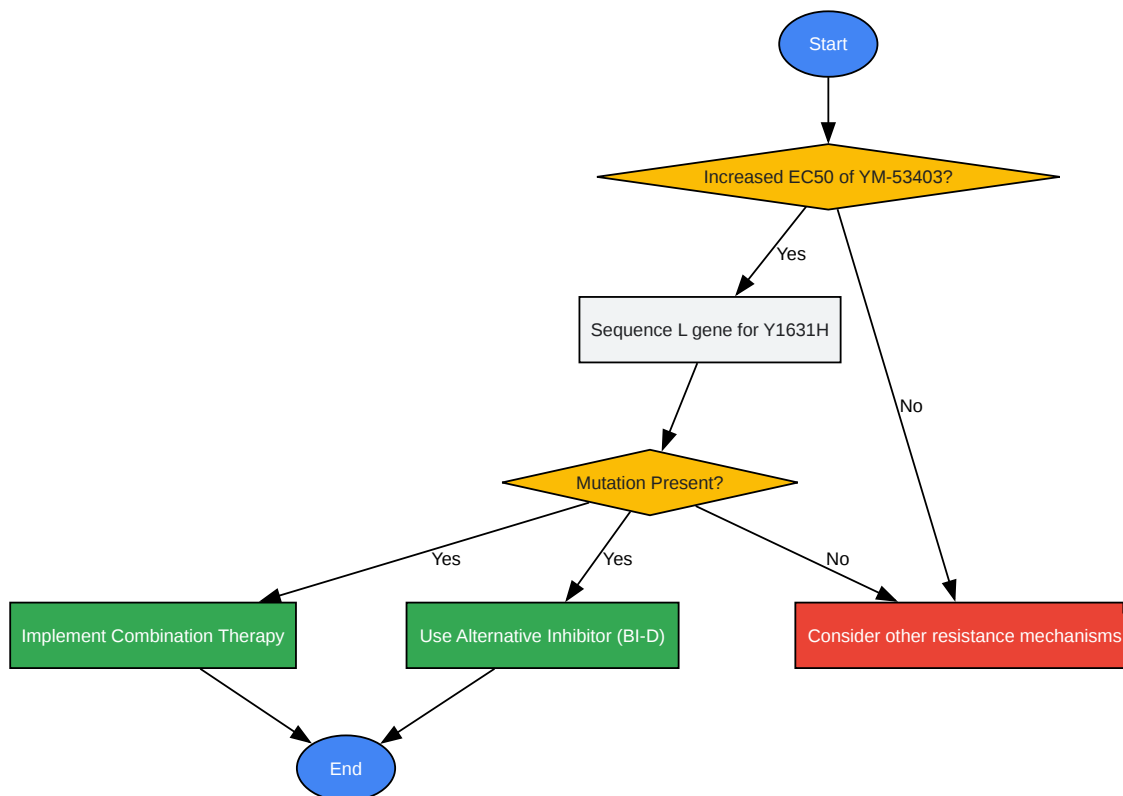 Start
Increased EC50 of YM-53403?
Yes
Sequence L gene for Y1631H
No
Mutation Present?
Yes
Yes
No
Implement Combination Therapy
Use Alternative Inhibitor (BI-D)
Consider other resistance mechanisms
End